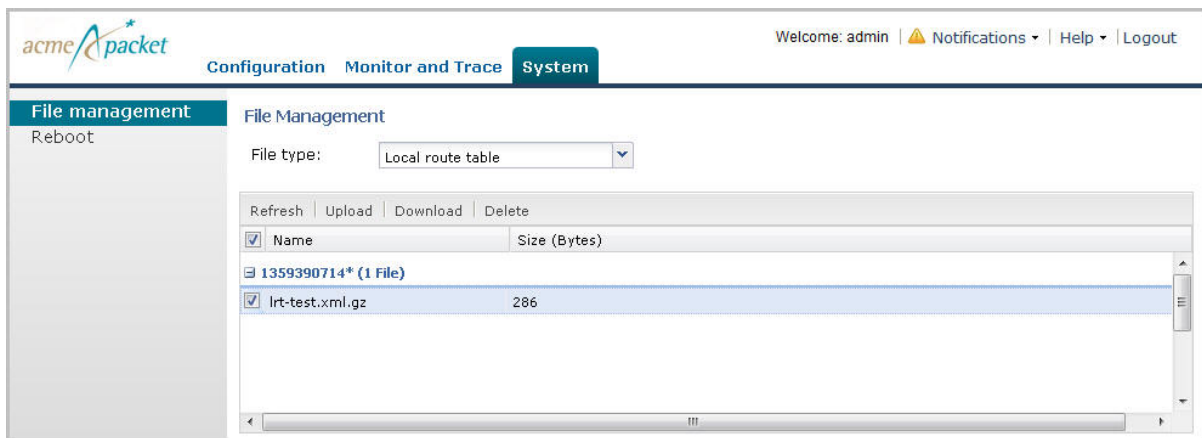 acme packet
Welcome: admin | Notifications | Help | Logout
Configuration Monitor and Trace System
File management
Reboot
File Management
File type: Local route table
Refresh | Upload | Download | Delete
Name Size (Bytes)
1359390714* (1 File)
lrt-test.xml.gz 286